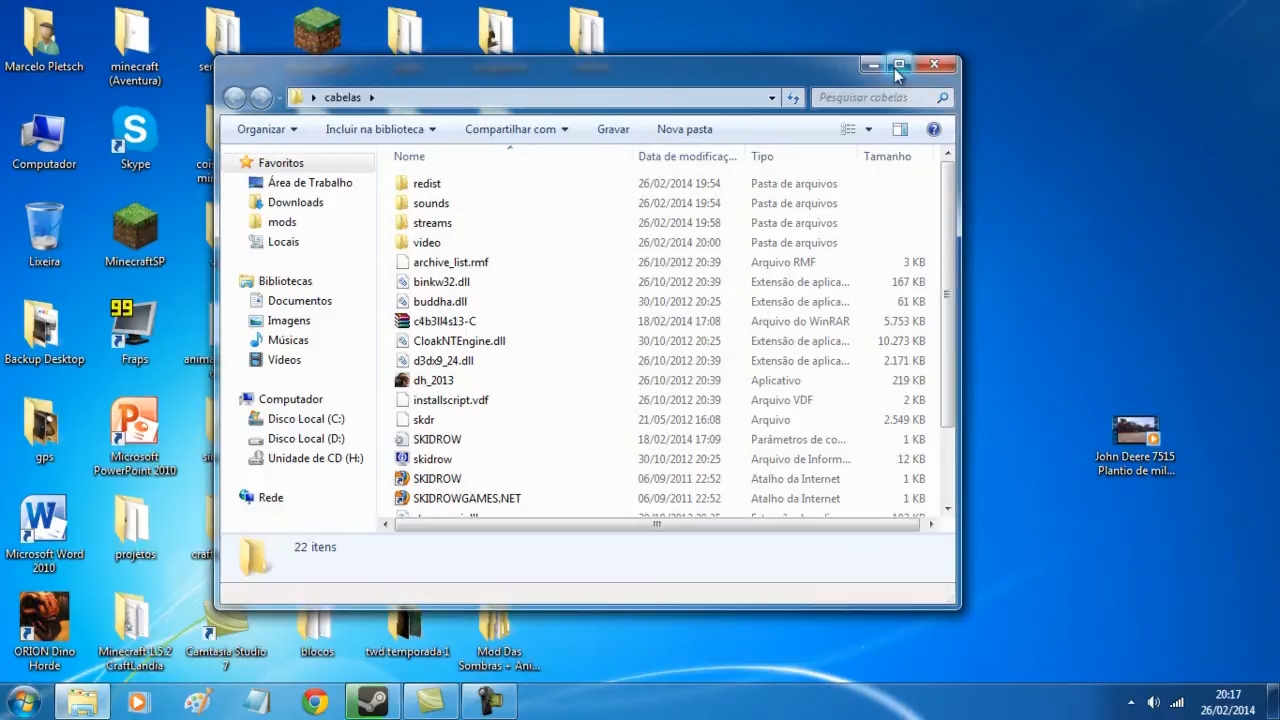 Marcelo Pletsch
minecraft
(Aventura)
Computador
Skype
Lixeira
MinecraftSP
Backup Desktop
99
Fraps
gps
Microsoft
PowerPoint 2010
Microsoft Word
2010
projetos
ORION Dino
Horde
Minecraft 1.5.2
CraftLandia
Camtasia Studio
7
blocos
twd temporada 1
Mod Das
Sombras + Ani...
John Deere 7515
Plantio de mil...
cabelas
Pesquisar cabelas
Organizar
Incluir na biblioteca
Compartilhar com
Gravar
Nova pasta
Favoritos
Área de Trabalho
Downloads
mods
Locais
Bibliotecas
Documentos
Imagens
Músicas
Vídeos
Computador
Disco Local (C:)
Disco Local (D:)
Unidade de CD (H:)
Rede
Nome Data de modificaç... Tipo Tamanho
redist 26/02/2014 19:54 Pasta de arquivos
sounds 26/02/2014 19:54 Pasta de arquivos
streams 26/02/2014 19:58 Pasta de arquivos
video 26/02/2014 20:00 Pasta de arquivos
archive_list.rmf 26/10/2012 20:39 Arquivo RMF 3 KB
binkw32.dll 26/10/2012 20:39 Extensão de aplica... 167 KB
buddha.dll 30/10/2012 20:25 Extensão de aplica... 61 KB
c4b3ll4s13-C 18/02/2014 17:08 Arquivo do WinRAR 5.753 KB
CloakNTEngine.dll 30/10/2012 20:25 Extensão de aplica... 10.273 KB
d3dx9_24.dll 26/10/2012 20:39 Extensão de aplica... 2.171 KB
dh_2013 26/10/2012 20:39 Aplicativo 219 KB
installscript.vdf 26/10/2012 20:39 Arquivo VDF 2 KB
skdr 21/05/2012 16:08 Arquivo 2.549 KB
SKIDROW 18/02/2014 17:09 Parâmetros de co... 1 KB
skidrow 30/10/2012 20:25 Arquivo de Inform... 12 KB
SKIDROW 06/09/2011 22:52 Atalho da Internet 1 KB
SKIDROWGAMES.NET 06/09/2011 22:52 Atalho da Internet 1 KB
22 itens
20:17
26/02/2014